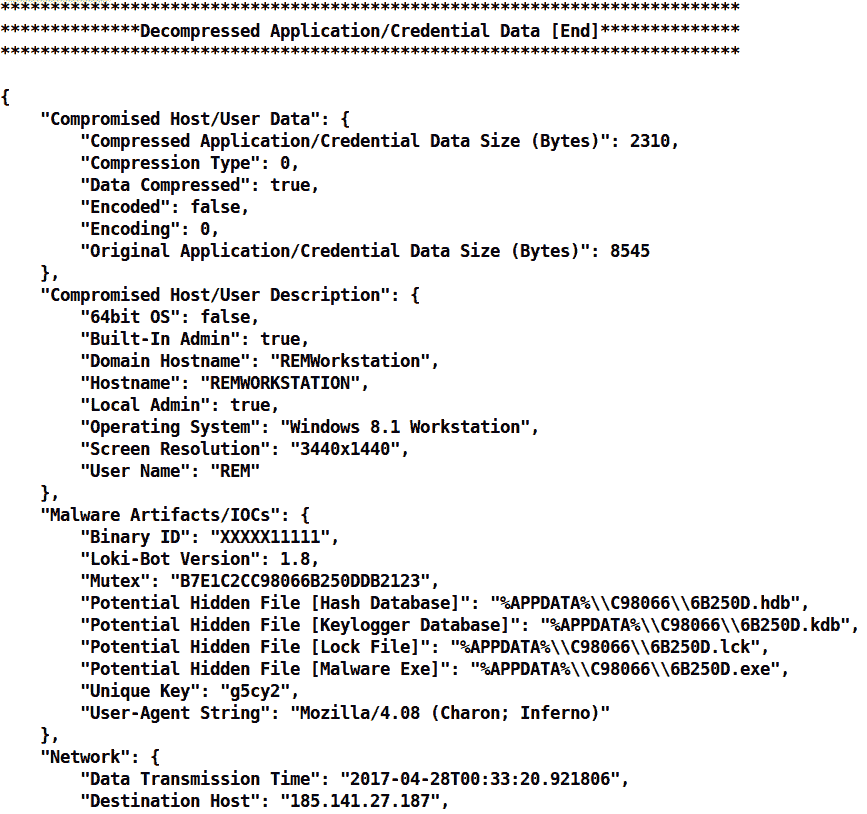 **************************************************************************
**************Decompressed Application/Credential Data [End]**************
**************************************************************************
{
    "Compromised Host/User Data": {
        "Compressed Application/Credential Data Size (Bytes)": 2310,
        "Compression Type": 0,
        "Data Compressed": true,
        "Encoded": false,
        "Encoding": 0,
        "Original Application/Credential Data Size (Bytes)": 8545
    },
    "Compromised Host/User Description": {
        "64bit OS": false,
        "Built-In Admin": true,
        "Domain Hostname": "REMWorkstation",
        "Hostname": "REMWORKSTATION",
        "Local Admin": true,
        "Operating System": "Windows 8.1 Workstation",
        "Screen Resolution": "3440x1440",
        "User Name": "REM"
    },
    "Malware Artifacts/IOCs": {
        "Binary ID": "XXXXX11111",
        "Loki-Bot Version": 1.8,
        "Mutex": "B7E1C2CC98066B250DDB2123",
        "Potential Hidden File [Hash Database]": "%APPDATA%\\C98066\\6B250D.hdb",
        "Potential Hidden File [Keylogger Database]": "%APPDATA%\\C98066\\6B250D.kdb",
        "Potential Hidden File [Lock File]": "%APPDATA%\\C98066\\6B250D.lck",
        "Potential Hidden File [Malware Exe]": "%APPDATA%\\C98066\\6B250D.exe",
        "Unique Key": "g5cy2",
        "User-Agent String": "Mozilla/4.08 (Charon; Inferno)"
    },
    "Network": {
        "Data Transmission Time": "2017-04-28T00:33:20.921806",
        "Destination Host": "185.141.27.187",